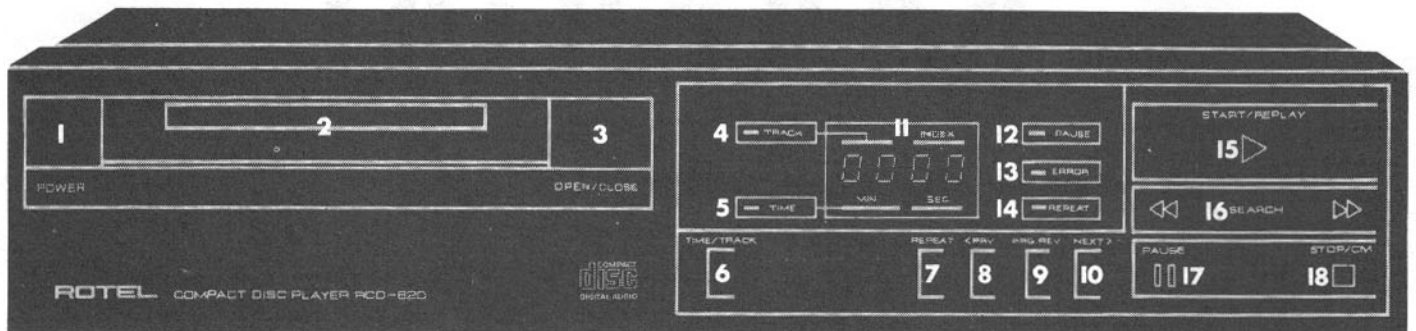 1
2
3
POWER
OPEN/CLOSE
4 TRACK
5 TIME
11 INDEX
0000
MIN SEC
12 PAUSE
13 ERROR
14 REPEAT
TIME/TRACK
6
REPEAT
7
<PRV
8
PRG REV
9
NEXT>
10
START/REPLAY
15
16 SEARCH
PAUSE
17
STOP/CM
18
ROTEL COMPACT DISC PLAYER RCD-820
COMPACT
disc
DIGITAL AUDIO